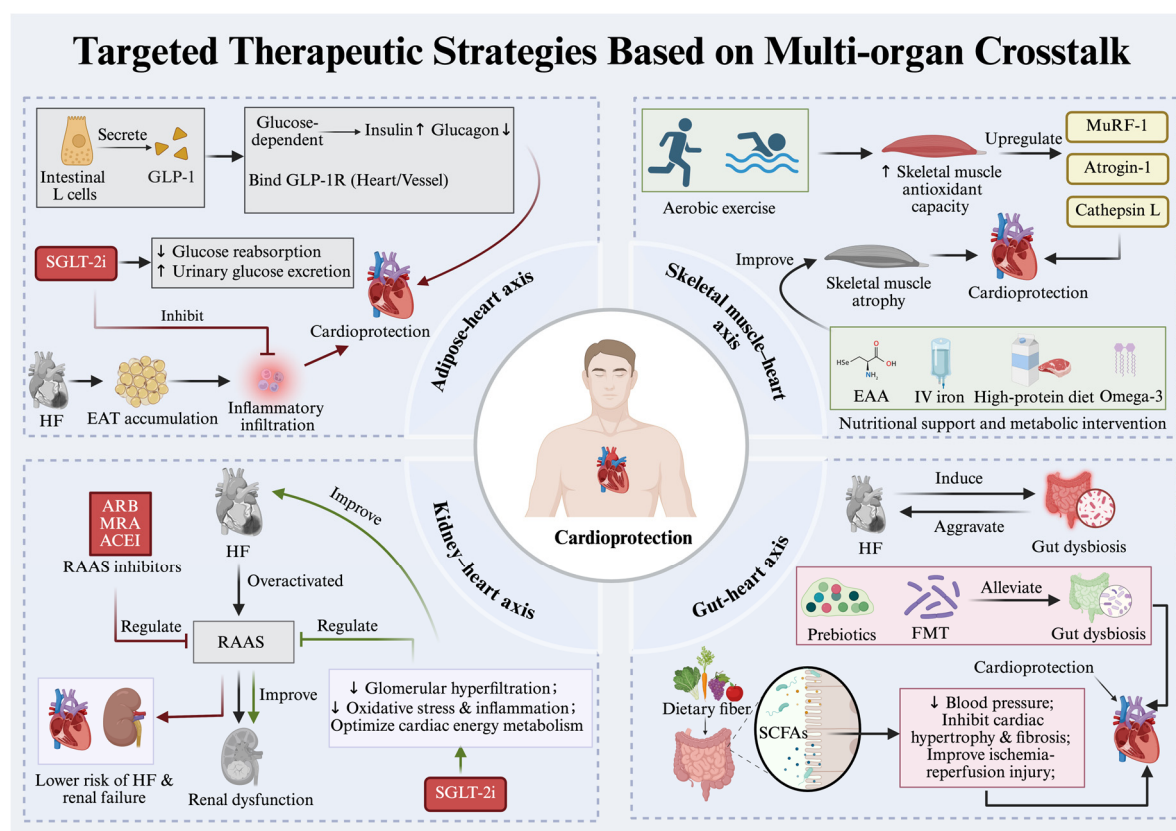 Targeted Therapeutic Strategies Based on Multi-organ Crosstalk
Secrete
Intestinal
L cells
GLP-1
Glucose-
dependent
Insulin↑ Glucagon↓
Bind GLP-1R (Heart/Vessel)
SGLT-2i
↓ Glucose reabsorption
↑ Urinary glucose excretion
Inhibit
Cardioprotection
HF
EAT accumulation
Inflammatory
infiltration
Adipose-heart axis
Aerobic exercise
↑ Skeletal muscle
antioxidant
capacity
Upregulate
MuRF-1
Atrogin-1
Cathepsin L
Improve
Skeletal muscle
atrophy
Cardioprotection
HSe
O
OH
NH2
EAA
IV iron
High-protein diet
Omega-3
Nutritional support and metabolic intervention
Skeletal muscle–heart
axis
Cardioprotection
ARB
MRA
ACEI
RAAS inhibitors
HF
Improve
Overactivated
Regulate
RAAS
Regulate
Improve
Lower risk of HF &
renal failure
Renal dysfunction
↓ Glomerular hyperfiltration;
↓ Oxidative stress & inflammation;
Optimize cardiac energy metabolism
SGLT-2i
Kidney–heart axis
Gut-heart axis
HF
Induce
Aggravate
Gut dysbiosis
Prebiotics
FMT
Alleviate
Gut dysbiosis
Dietary fiber
SCFAs
Cardioprotection
↓ Blood pressure;
Inhibit cardiac
hypertrophy & fibrosis;
Improve ischemia-
reperfusion injury;